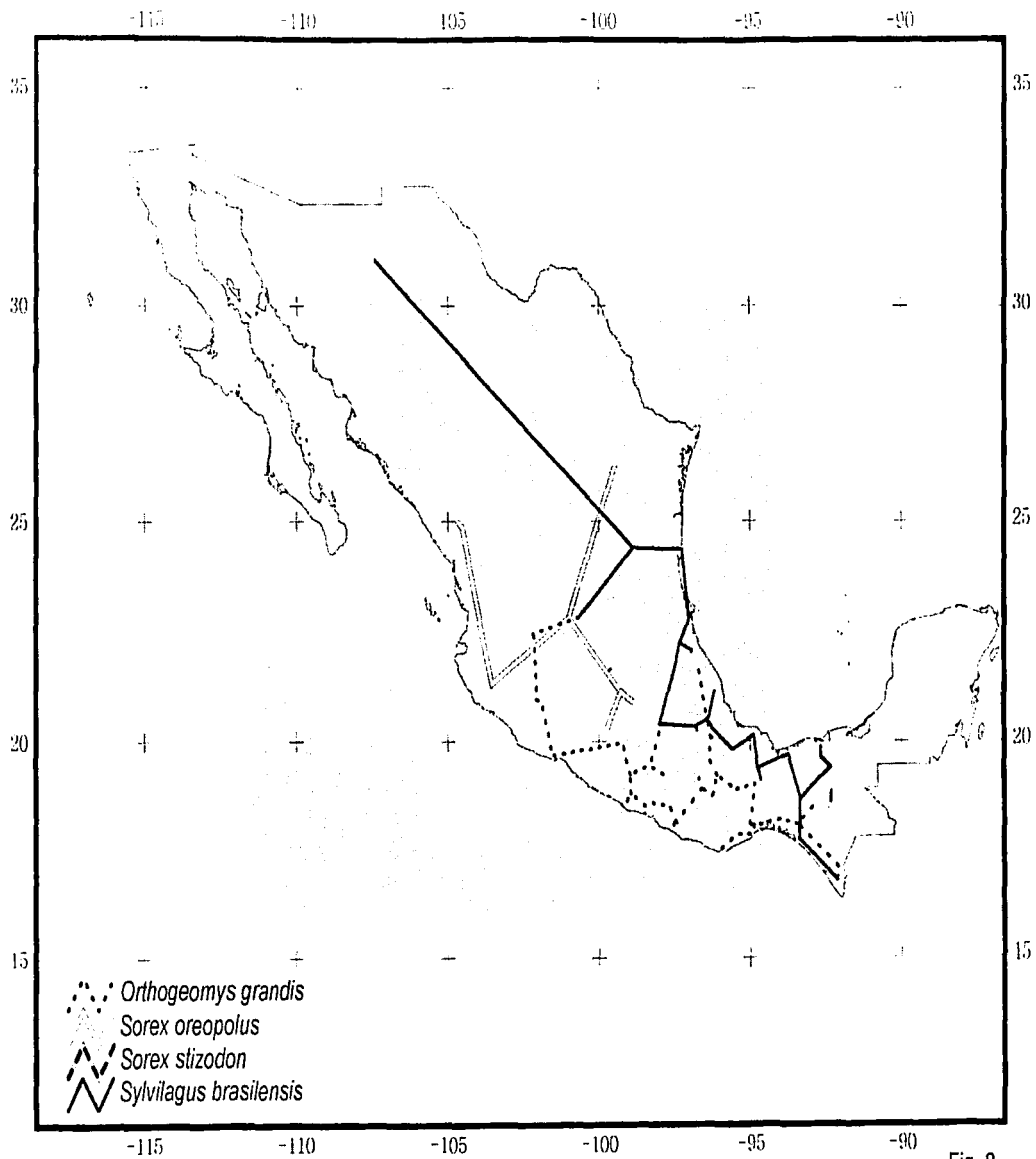 -115 -110 -105 -100 -95 -90
35 35
30 30
25 25
20 20
15 15
Orthogeomys grandis
Sorex oreopolus
Sorex stizodon
Sylvilagus brasilensis
-115 -110 -105 -100 -95 -90